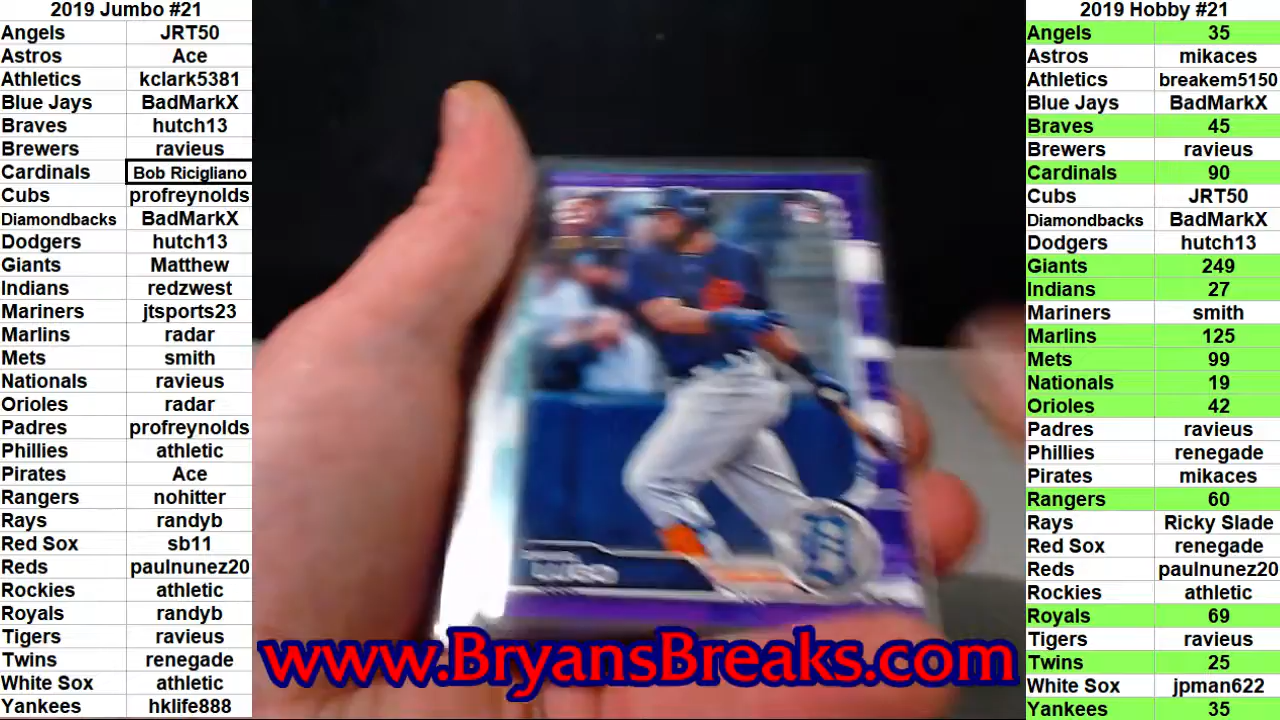 2019 Jumbo #21
Angels JRT50
Astros Ace
Athletics kclark5381
Blue Jays BadMarkX
Braves hutch13
Brewers ravieus
Cardinals Bob Ricigliano
Cubs profreynolds
Diamondbacks BadMarkX
Dodgers hutch13
Giants Matthew
Indians redzwest
Mariners jtsports23
Marlins radar
Mets smith
Nationals ravieus
Orioles radar
Padres profreynolds
Phillies athletic
Pirates Ace
Rangers nohitter
Rays randyb
Red Sox sb11
Reds paulnunez20
Rockies athletic
Royals randyb
Tigers ravieus
Twins renegade
White Sox athletic
Yankees hklife888
www.BryansBreaks.com
2019 Hobby #21
Angels 35
Astros mikaces
Athletics breakem5150
Blue Jays BadMarkX
Braves 45
Brewers ravieus
Cardinals 90
Cubs JRT50
Diamondbacks BadMarkX
Dodgers hutch13
Giants 249
Indians 27
Mariners smith
Marlins 125
Mets 99
Nationals 19
Orioles 42
Padres ravieus
Phillies renegade
Pirates mikaces
Rangers 60
Rays Ricky Slade
Red Sox renegade
Reds paulnunez20
Rockies athletic
Royals 69
Tigers ravieus
Twins 25
White Sox jpman622
Yankees 35